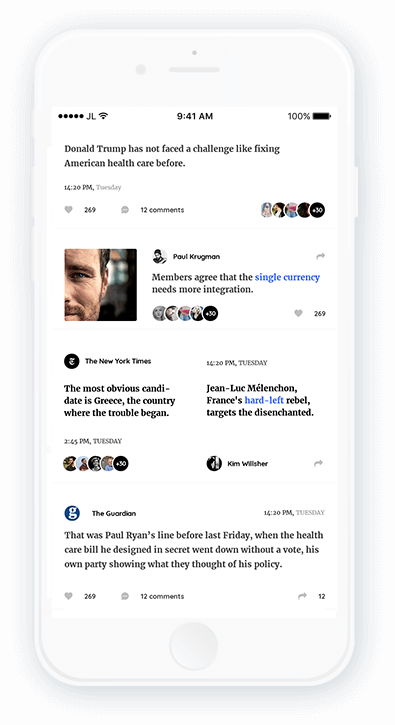 JL 9:41 AM 100%
Donald Trump has not faced a challenge like fixing
American health care before.
14:20 PM, Tuesday
269 12 comments +30
Paul Krugman
Members agree that the single currency
needs more integration.
+30 269
The New York Times
The most obvious candi-
date is Greece, the country
where the trouble began.
2:45 PM, TUESDAY
+30
14:20 PM, TUESDAY
Jean-Luc Mélenchon,
France's hard-left rebel,
targets the disenchanted.
Kim Willsher
g The Guardian 14:20 PM, TUESDAY
That was Paul Ryan's line before last Friday, when the health
care bill he designed in secret went down without a vote, his
own party showing what they thought of his policy.
269 12 comments 12